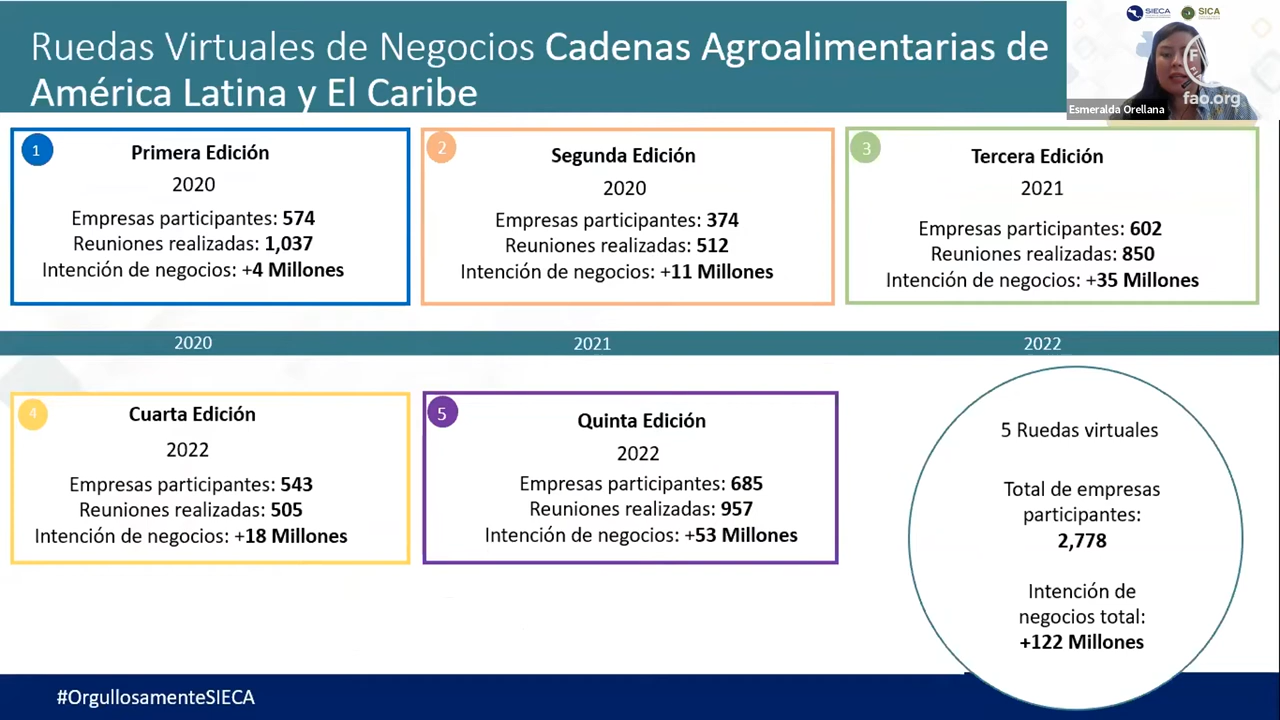 Ruedas Virtuales de Negocios Cadenas Agroalimentarias de
América Latina y El Caribe
SIECA
SICA
fao.org
Esmeralda Orellana
1
Primera Edición
2020
Empresas participantes: 574
Reuniones realizadas: 1,037
Intención de negocios: +4 Millones
2
Segunda Edición
2020
Empresas participantes: 374
Reuniones realizadas: 512
Intención de negocios: +11 Millones
3
Tercera Edición
2021
Empresas participantes: 602
Reuniones realizadas: 850
Intención de negocios: +35 Millones
2020
2021
2022
4
Cuarta Edición
2022
Empresas participantes: 543
Reuniones realizadas: 505
Intención de negocios: +18 Millones
5
Quinta Edición
2022
Empresas participantes: 685
Reuniones realizadas: 957
Intención de negocios: +53 Millones
5 Ruedas virtuales
Total de empresas
participantes:
2,778
Intención de
negocios total:
+122 Millones
#OrgullosamenteSIECA